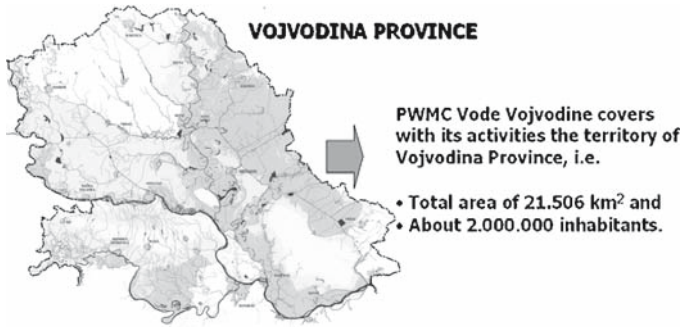 VOJVODINA PROVINCE
PWMC Vode Vojvodine covers
with its activities the territory of
Vojvodina Province, i.e.
• Total area of 21.506 km² and
• About 2.000.000 inhabitants.